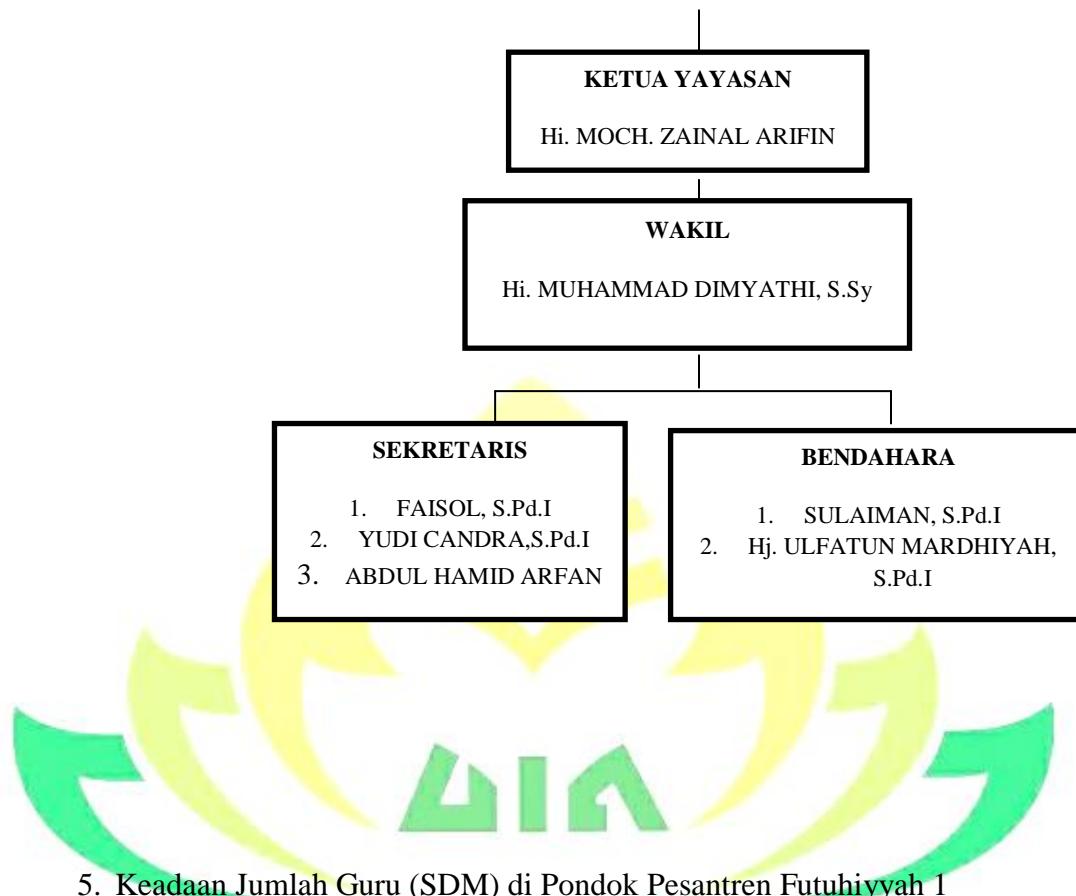 KETUA YAYASAN
Hi. MOCH. ZAINAL ARIFIN
WAKIL
Hi. MUHAMMAD DIMYATHI, S.Sy
SEKRETARIS
1. FAISOL, S.Pd.I
2. YUDI CANDRA,S.Pd.I
3. ABDUL HAMID ARFAN
BENDAHARA
1. SULAIMAN, S.Pd.I
2. Hj. ULFATUN MARDHIYAH,
S.Pd.I
UIN
5. Keadaan Jumlah Guru (SDM) di Pondok Pesantren Futuhiyyah 1